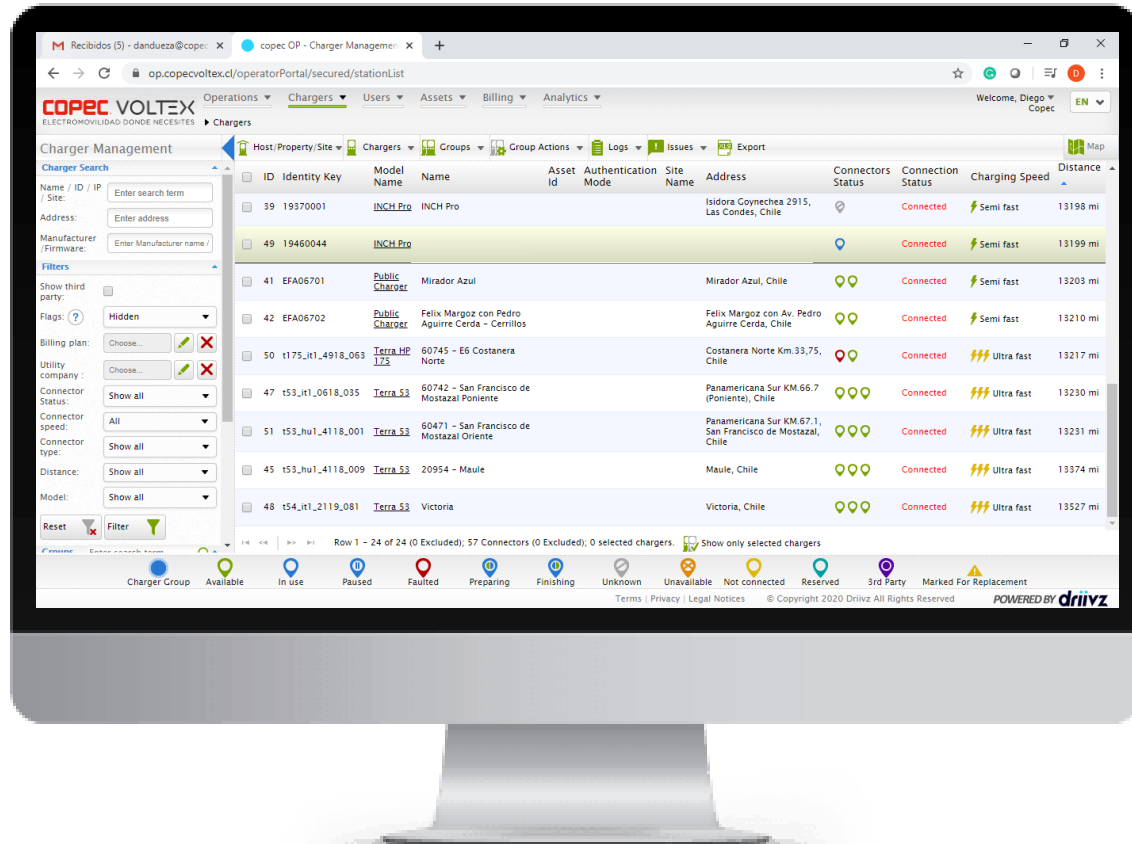 Recibidos (5) - dandueza@copec
copec OP - Charger Managemen
op.copecvoltex.cl/operatorPortal/secured/stationList
D
COPEC VOLTEX
ELECTROMOVILIDAD DONDE NECESITES
Operations Chargers Users Assets Billing Analytics
Welcome, Diego
Copec
EN
Chargers
Charger Management
Host/Property/Site Chargers Groups Group Actions Logs Issues Export Map
Charger Search
Name / ID / IP / Site: Enter search term
Address: Enter address
Manufacturer /Firmware: Enter Manufacturer name /
Filters
Show third party:
Flags: ? Hidden
Billing plan: Choose...
Utility company : Choose...
Connector Status: Show all
Connector speed: All
Connector type: Show all
Distance: Show all
Model: Show all
Reset Filter
Groups Enter search term
ID Identity Key Model Name Name Asset Id Authentication Mode Site Name Address Connectors Status Connection Status Charging Speed Distance
39 19370001 INCH Pro INCH Pro Isidora Goynechea 2915, Las Condes, Chile Connected Semi fast 13198 mi
49 19460044 INCH Pro Connected Semi fast 13199 mi
41 EFA06701 Public Charger Mirador Azul Mirador Azul, Chile Connected Semi fast 13203 mi
42 EFA06702 Public Charger Felix Margoz con Pedro Aguirre Cerda - Cerrillos Felix Margoz con Av. Pedro Aguirre Cerda, Chile Connected Semi fast 13210 mi
50 t175_it1_4918_063 Terra HP 175 60745 - E6 Costanera Norte Costanera Norte Km.33,75, Chile Connected Ultra fast 13217 mi
47 t53_it1_0618_035 Terra 53 60742 - San Francisco de Mostazal Poniente Panamericana Sur KM.66.7 (Poniente), Chile Connected Ultra fast 13230 mi
51 t53_hu1_4118_001 Terra 53 60471 - San Francisco de Mostazal Oriente Panamericana Sur KM.67.1, San Francisco de Mostazal, Chile Connected Ultra fast 13231 mi
45 t53_hu1_4118_009 Terra 53 20954 - Maule Maule, Chile Connected Ultra fast 13374 mi
48 t54_it1_2119_081 Terra 53 Victoria Victoria, Chile Connected Ultra fast 13527 mi
Row 1 - 24 of 24 (0 Excluded); 57 Connectors (0 Excluded); 0 selected chargers. Show only selected chargers
Charger Group Available In use Paused Faulted Preparing Finishing Unknown Unavailable Not connected Reserved 3rd Party Marked For Replacement
Terms | Privacy | Legal Notices © Copyright 2020 Driivz All Rights Reserved POWERED BY driivz